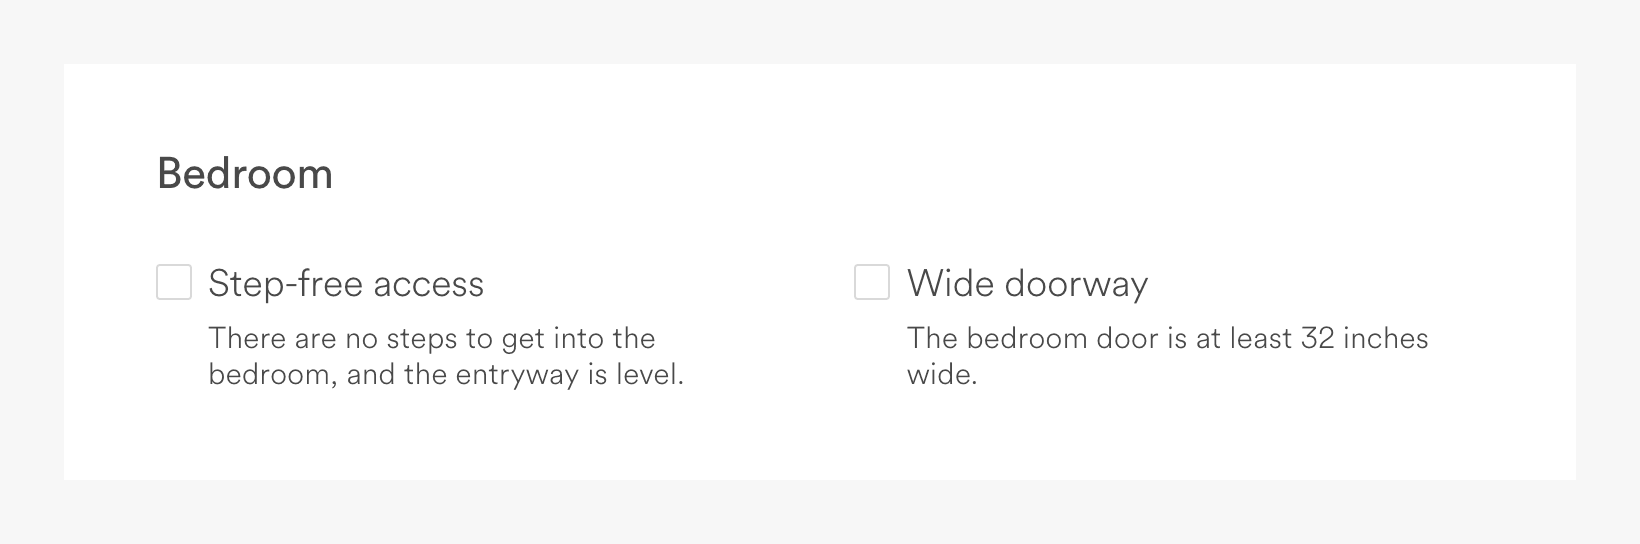 Bedroom
Step-free access
There are no steps to get into the
bedroom, and the entryway is level.
Wide doorway
The bedroom door is at least 32 inches
wide.